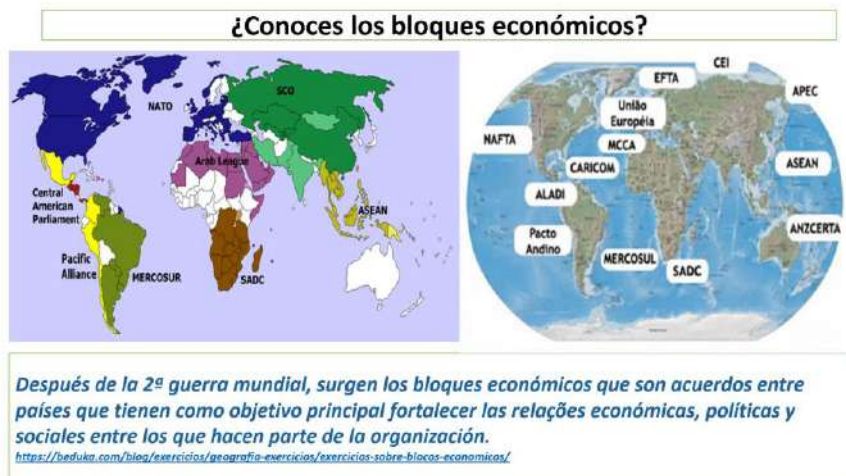 ¿Conoces los bloques económicos?
NATO
SCO
Arab League
Central
American
Parliament
ASEAN
Pacific
Alliance
MERCOSUR
SADC
CEI
EFTA
APEC
União
Européia
NAFTA
MCCA
CARICOM
ASEAN
ALADI
Pacto
Andino
ANZCERTA
MERCOSUL
SADC
Después de la 2ª guerra mundial, surgen los bloques económicos que son acuerdos entre
países que tienen como objetivo principal fortalecer las relações económicas, políticas y
sociales entre los que hacen parte de la organización.
https://beduka.com/blog/exercicios/geografia-exercicios/exercicios-sobre-blocos-economicos/